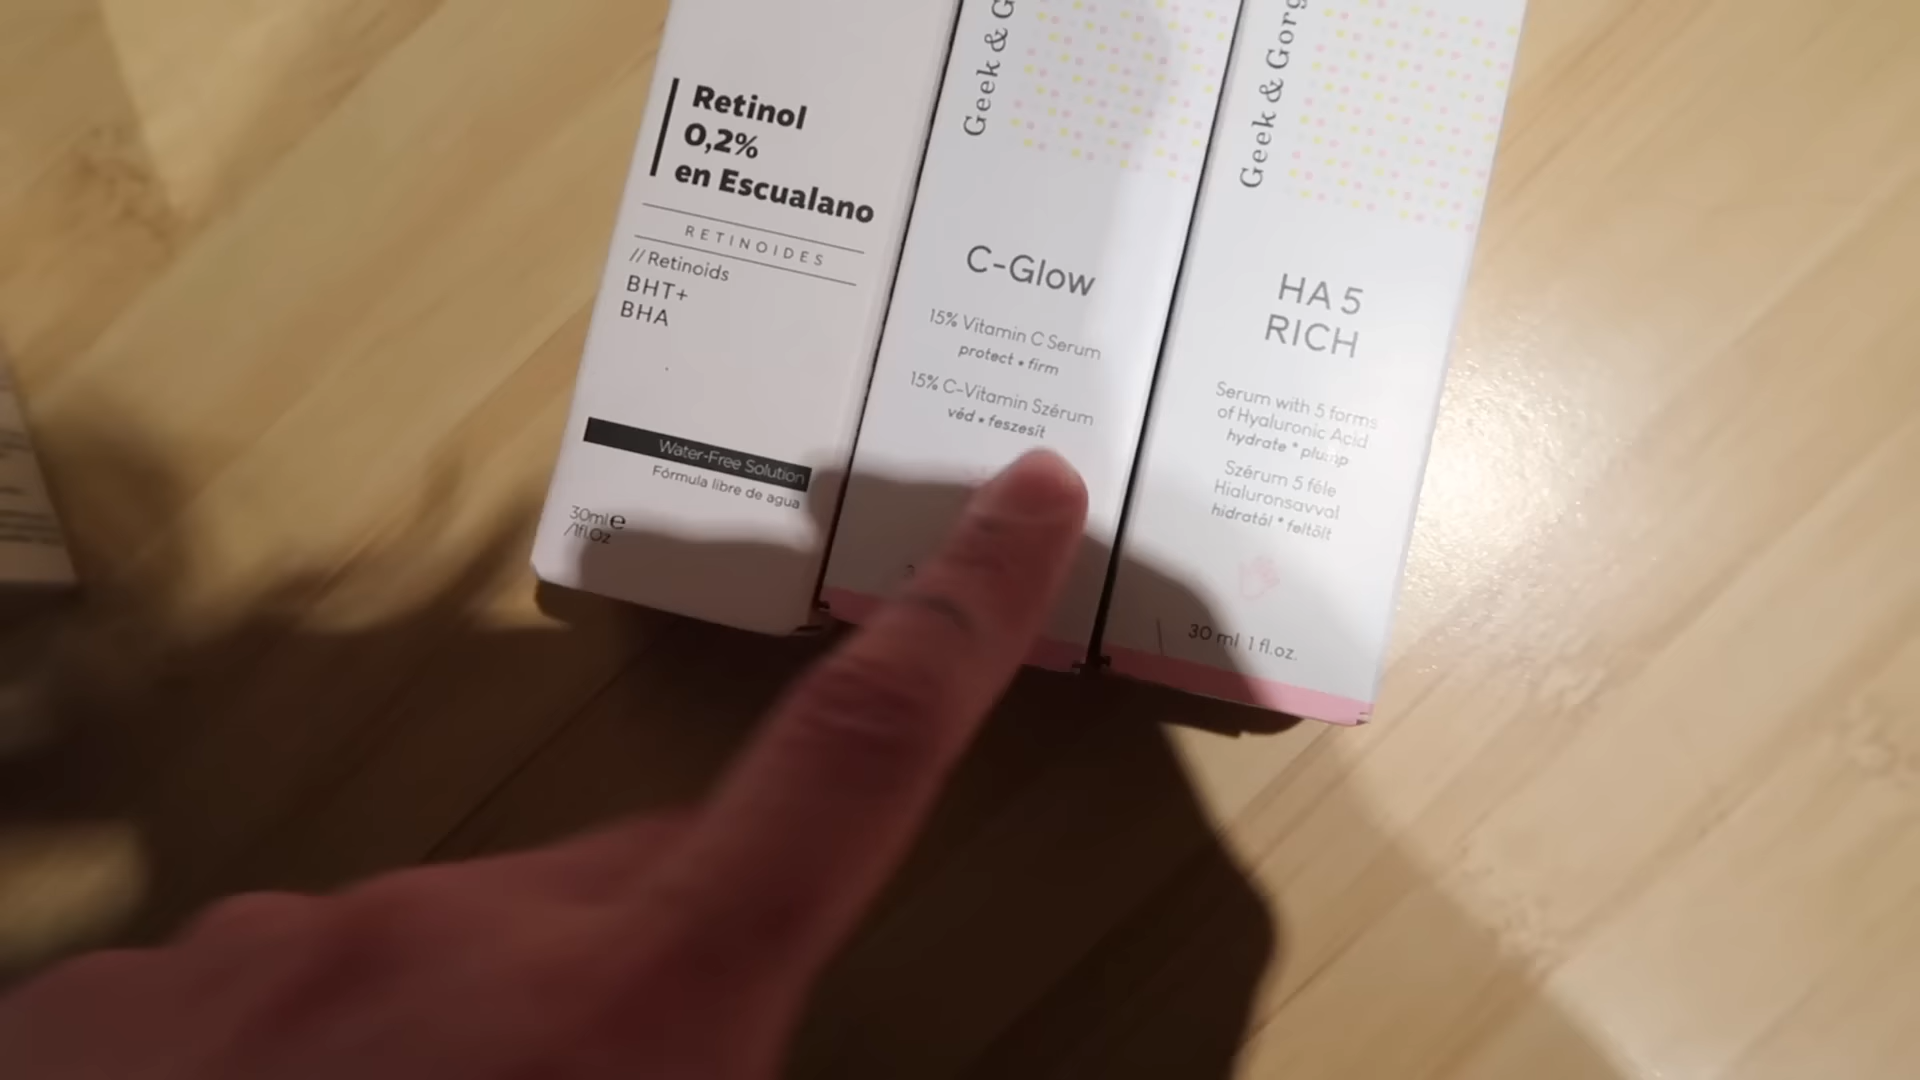 Retinol
0,2%
en Escualano
RETINOIDES
// Retinoids
BHT+
BHA
Water-Free Solution
Fórmula libre de agua
30ml e
/1fl.Oz
Geek & G
C-Glow
15% Vitamin C Serum
protect • firm
15% C-Vitamin Szérum
véd • feszesít
Geek & Gorg
HA 5
RICH
Serum with 5 forms
of Hyaluronic Acid
hydrate * plump
Szérum 5 féle
Hialuronsavval
hidratál * feltölt
30 ml 1 fl.oz.